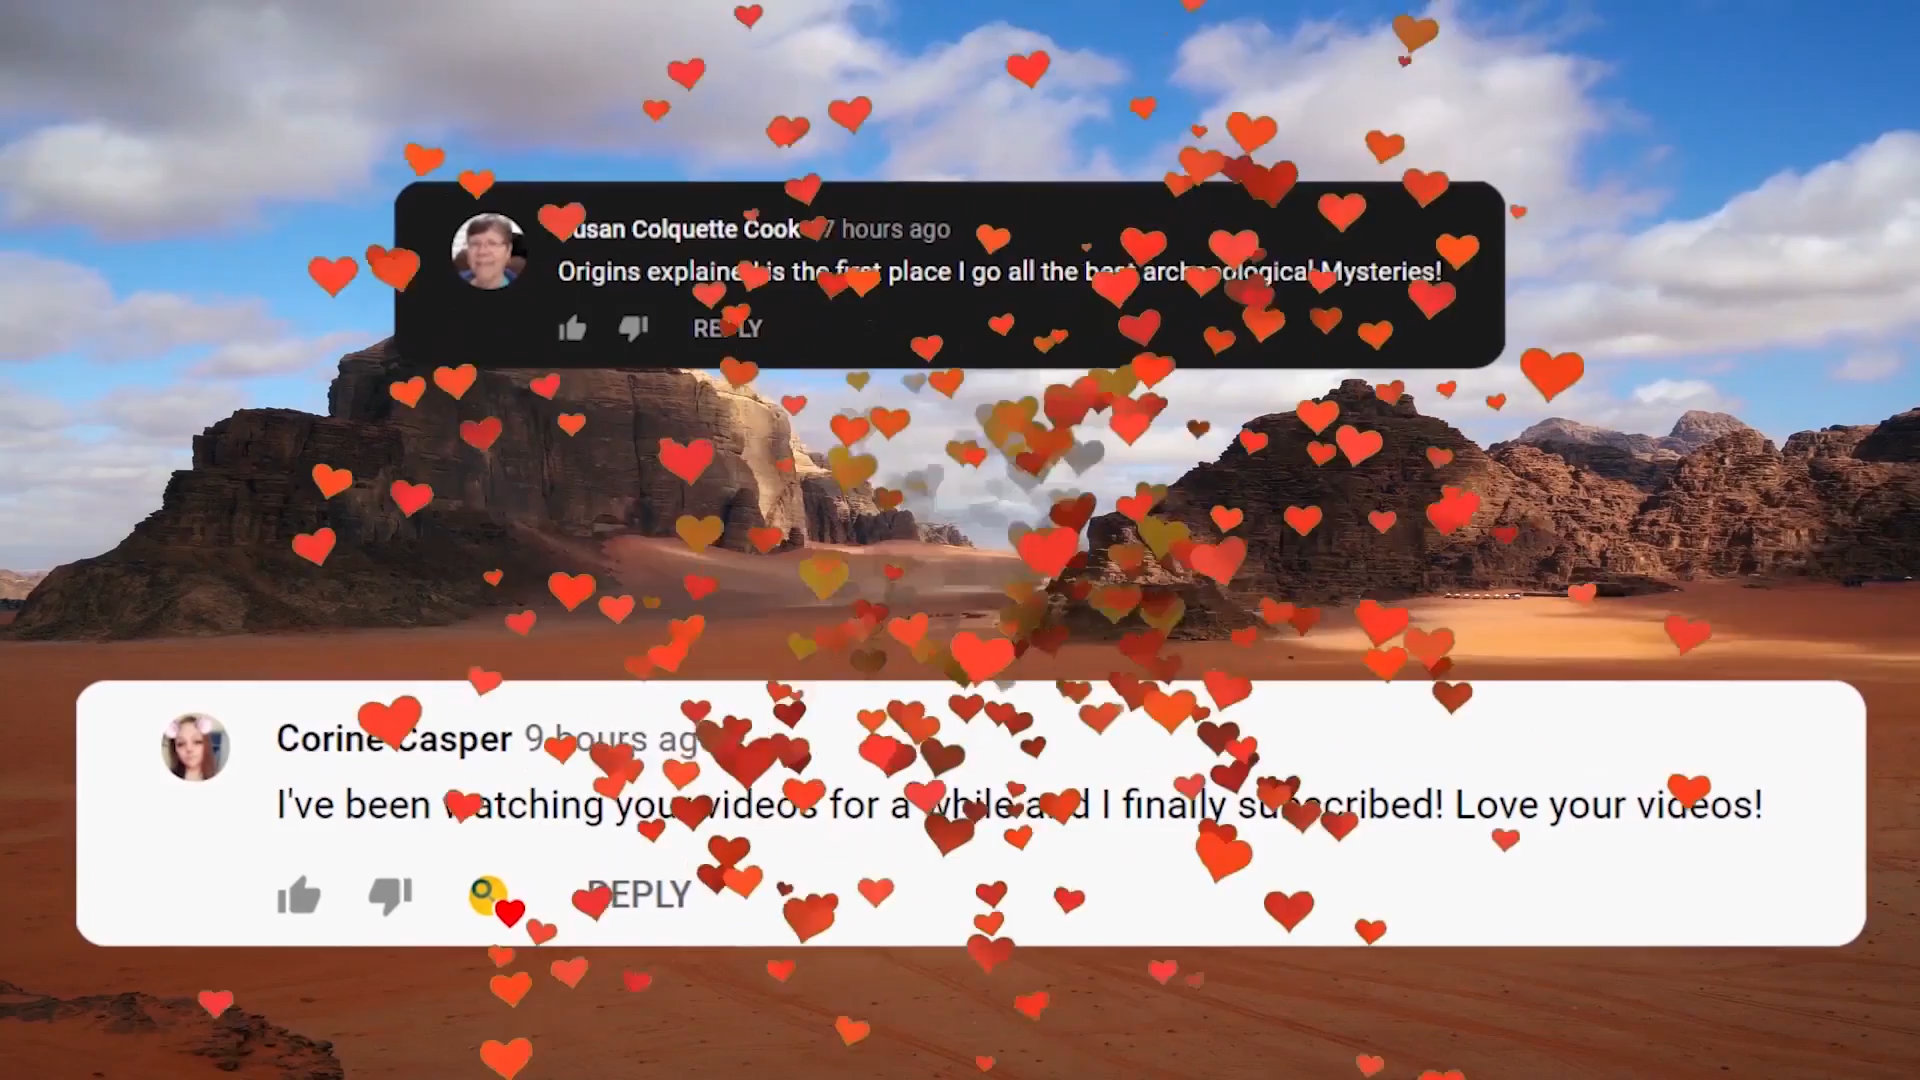 Susan Colquette Cook 7 hours ago
Origins explained is the first place I go all the best archaeological Mysteries!
REPLY
Corine Casper 9 hours ago
I've been watching your videos for a while and I finally subscribed! Love your videos!
REPLY